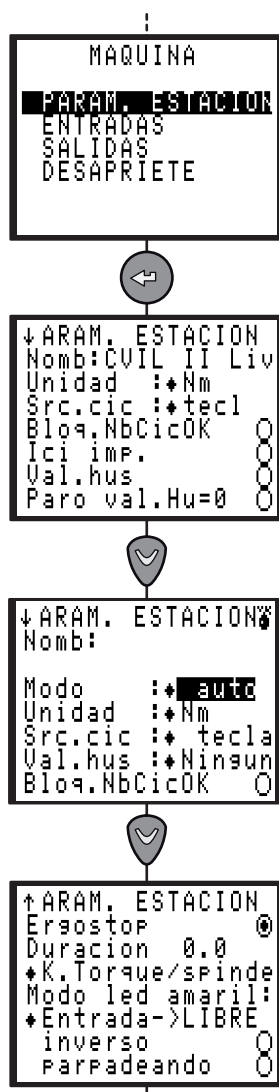 MAQUINA
PARAM. ESTACION
ENTRADAS
SALIDAS
DESAPRIETE
↓ARAM. ESTACION
Nomb:CVIL II Liv
Unidad :♦Nm
Src.cic :♦tecl
Bloq.NbCicOK
Ici imp.
Val.hus
Paro val.Hu=0
↓ARAM. ESTACION
Nomb:
Modo :♦ auto
Unidad :♦Nm
Src.cic :♦ tecla
Val.hus :♦Ningun
Bloq.NbCicOK
↑ARAM. ESTACION
Ergostop
Duracion 0.0
♦K.Torque/spinde
Modo led amaril:
♦Entrada->LIBRE
inverso
parpadeando